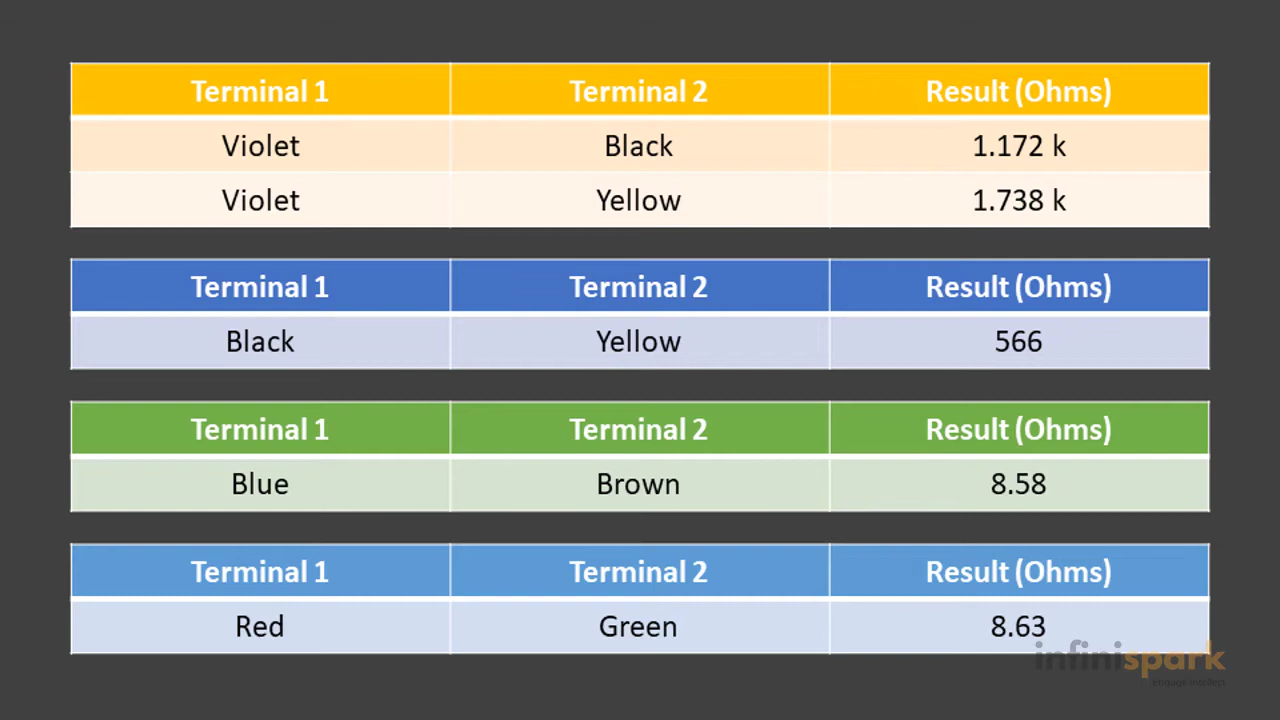 Terminal 1 Terminal 2 Result (Ohms)
Violet Black 1.172 k
Violet Yellow 1.738 k
Terminal 1 Terminal 2 Result (Ohms)
Black Yellow 566
Terminal 1 Terminal 2 Result (Ohms)
Blue Brown 8.58
Terminal 1 Terminal 2 Result (Ohms)
Red Green 8.63
infinispark
Engage Intellect